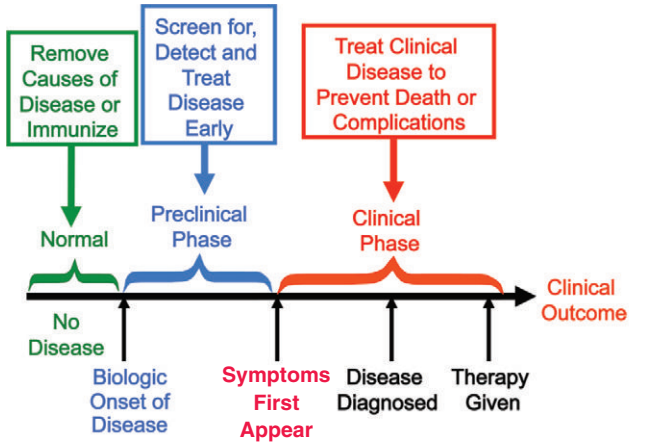 Remove
Causes of
Disease or
Immunize
Screen for,
Detect and
Treat
Disease
Early
Treat Clinical
Disease to
Prevent Death or
Complications
Normal
Preclinical
Phase
Clinical
Phase
Clinical
Outcome
No
Disease
Biologic
Onset of
Disease
Symptoms
First
Appear
Disease
Diagnosed
Therapy
Given